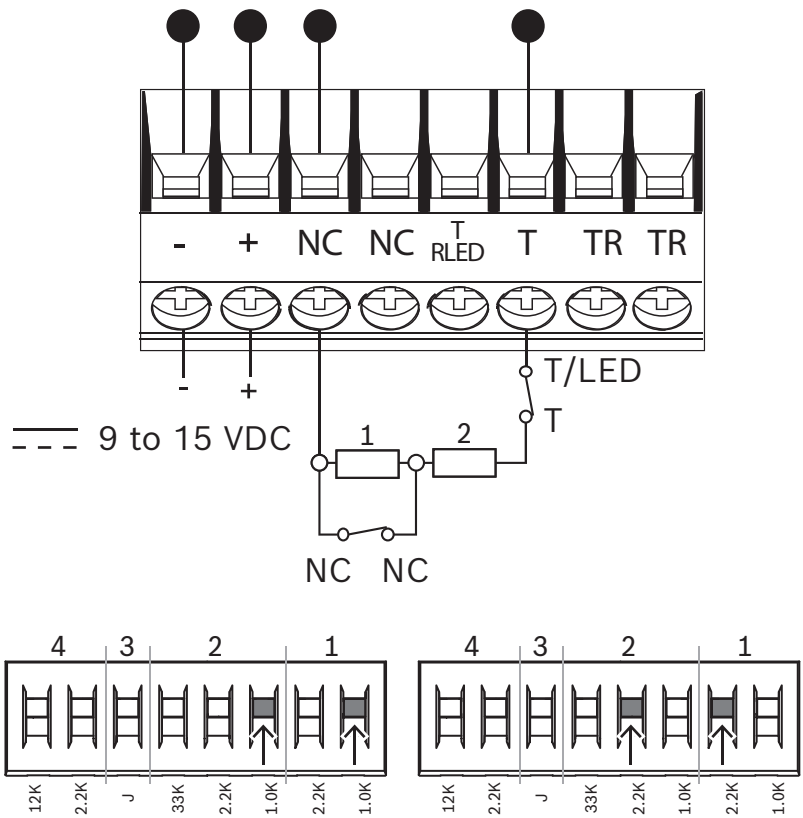 - + NC NC T RLED T TR TR
- +
T/LED
T
9 to 15 VDC
1 2
NC NC
4 3 2 1
12K 2.2K J 33K 2.2K 1.0K 2.2K 1.0K
4 3 2 1
12K 2.2K J 33K 2.2K 1.0K 2.2K 1.0K